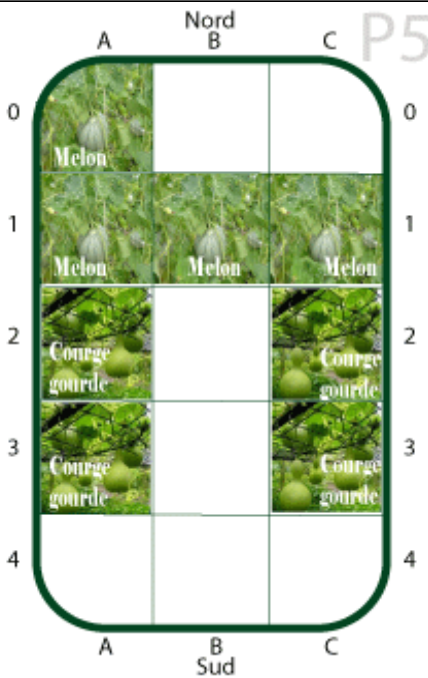 Nord
P5
A B C
0 0
Melon
1 1
Melon Melon Melon
2 2
Courge Courge
gourde gourde
3 3
Courge Courge
gourde gourde
4 4
A B C
Sud